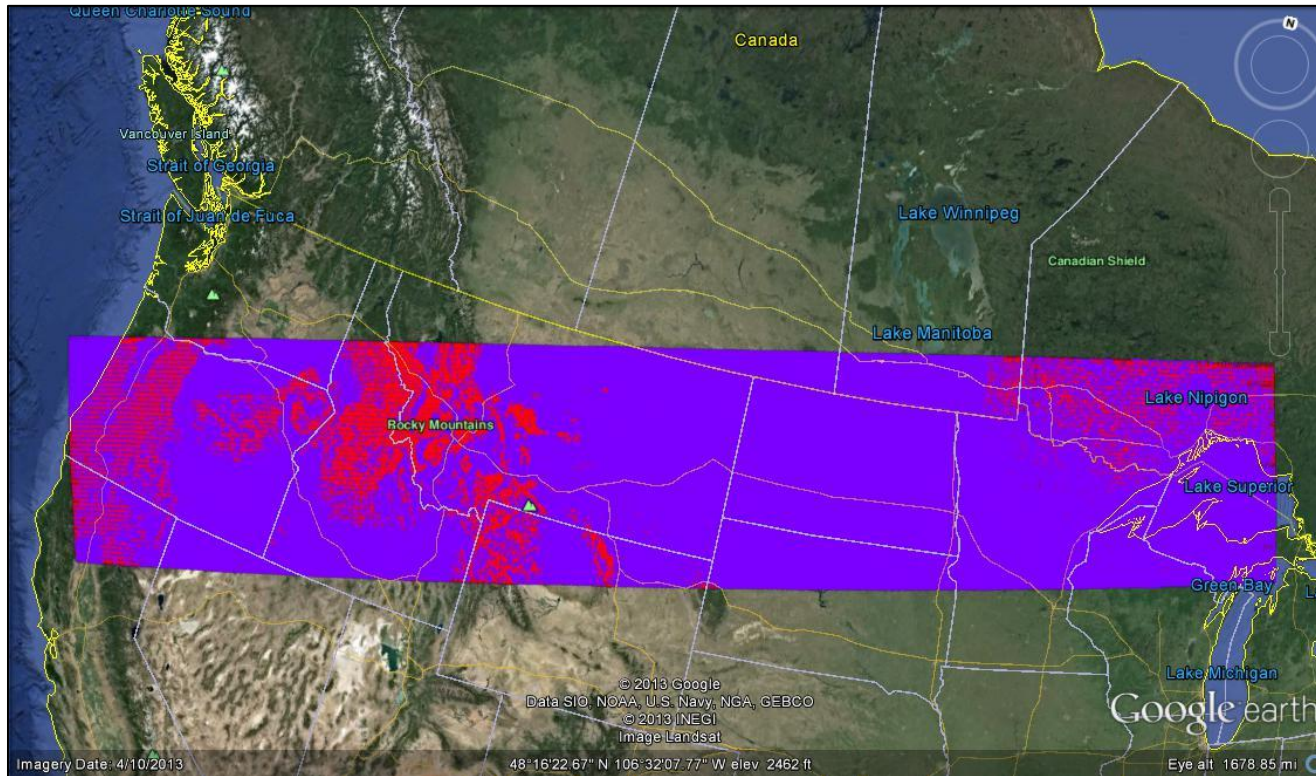 Queen Charlotte Sound
Canada
N
Vancouver Island
Strait of Georgia
Strait of Juan de Fuca
Lake Winnipeg
Canadian Shield
Lake Manitoba
Lake Nipigon
Rocky Mountains
Lake Superior
Green Bay
Lake Michigan
© 2013 Google
Data SIO, NOAA, U.S. Navy, NGA, GEBCO
© 2013 INEGI
Image Landsat
Google earth
Imagery Date: 4/10/2013
48°16'22.67" N 106°32'07.77" W elev 2462 ft
Eye alt 1678.85 mi